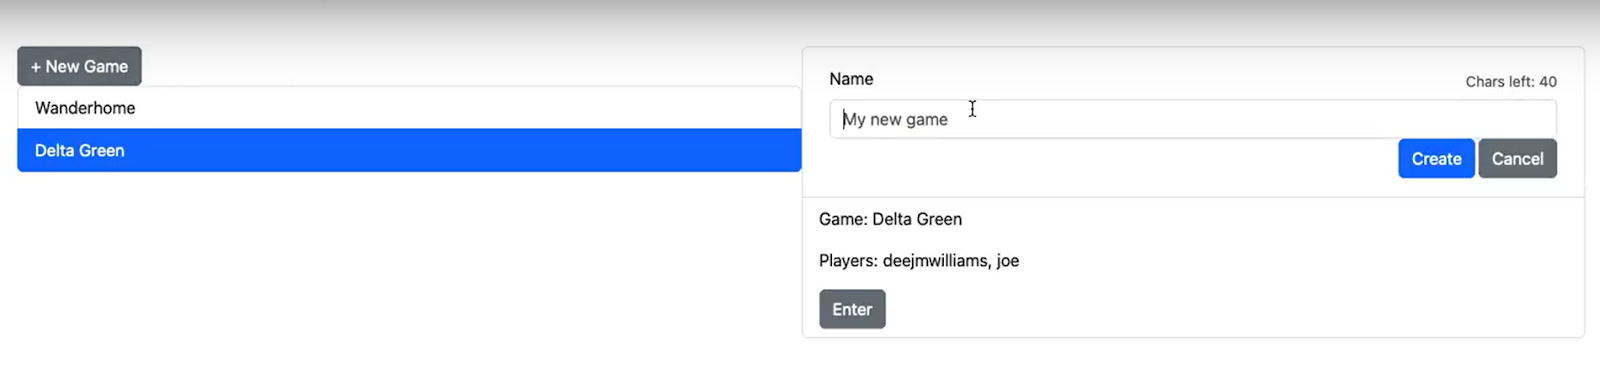 + New Game
Wanderhome
Delta Green
Name
Chars left: 40
My new game
Create
Cancel
Game: Delta Green
Players: deejmwilliams, joe
Enter